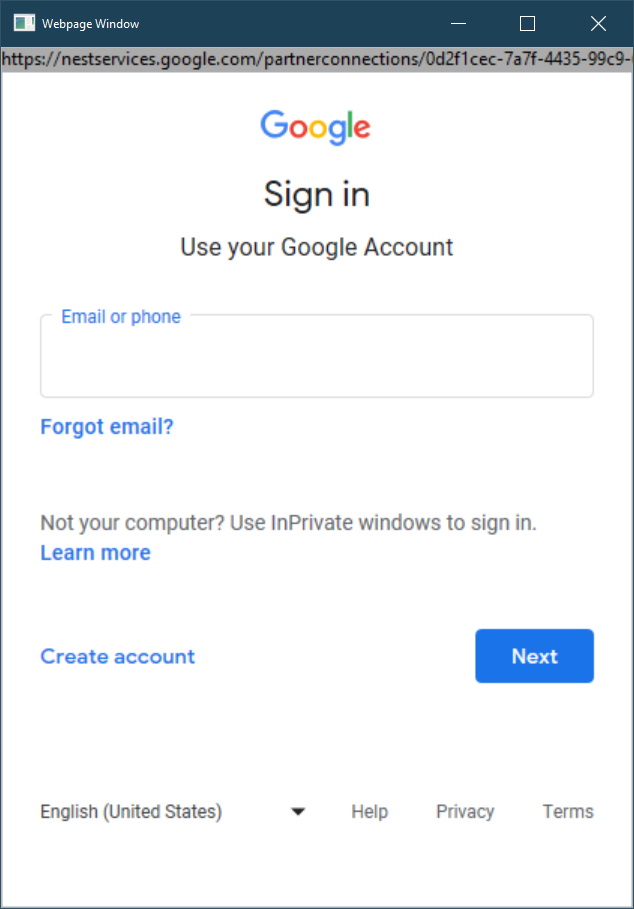 Webpage Window
https://nestservices.google.com/partnerconnections/0d2f1cec-7a7f-4435-99c9-
Google
Sign in
Use your Google Account
Email or phone
Forgot email?
Not your computer? Use InPrivate windows to sign in.
Learn more
Create account
Next
English (United States)
Help
Privacy
Terms